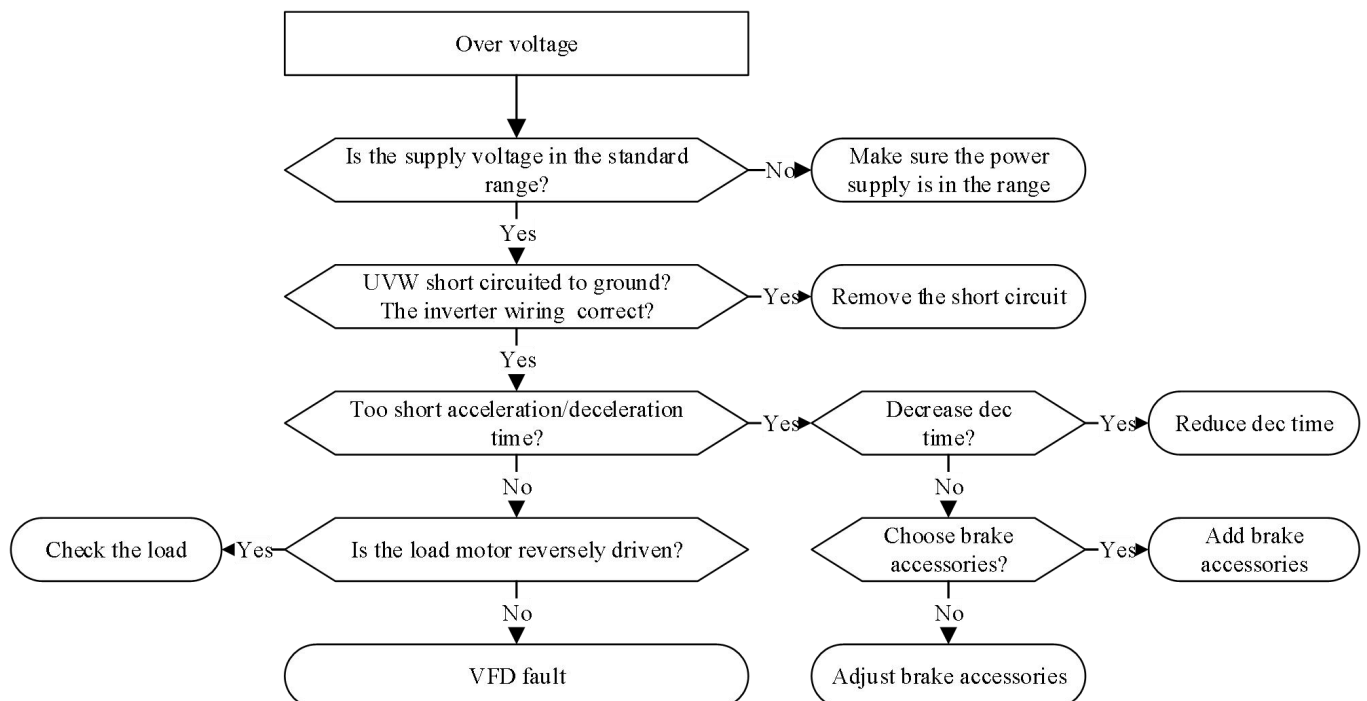 Over voltage
Is the supply voltage in the standard
range?
No
Make sure the power
supply is in the range
Yes
UVW short circuited to ground?
The inverter wiring correct?
Yes
Remove the short circuit
Yes
Too short acceleration/deceleration
time?
Yes
Decrease dec
time?
Yes
Reduce dec time
No
No
Check the load
Yes
Is the load motor reversely driven?
Choose brake
accessories?
Yes
Add brake
accessories
No
No
VFD fault
Adjust brake accessories